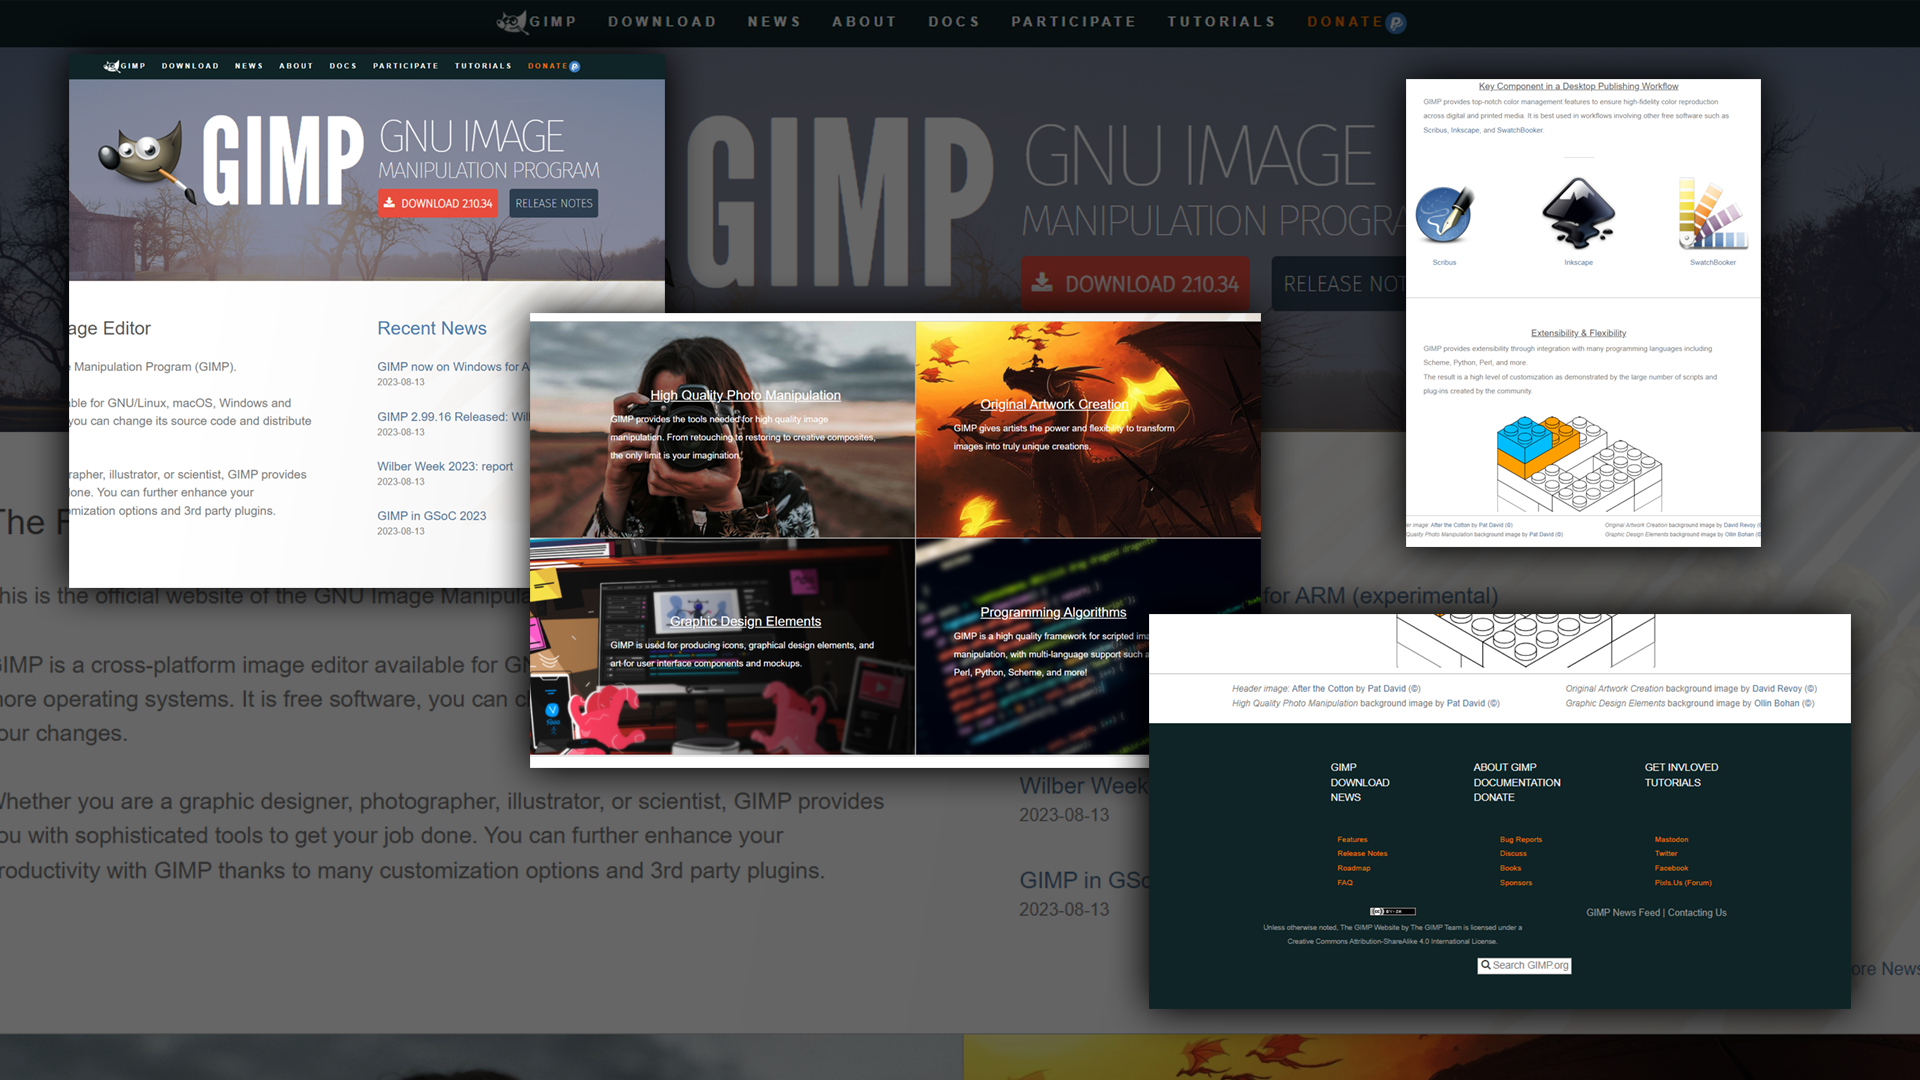 GIMP DOWNLOAD NEWS ABOUT DOCS PARTICIPATE TUTORIALS DONATE
GIMP DOWNLOAD NEWS ABOUT DOCS PARTICIPATE TUTORIALS DONATE
GIMP
GNU IMAGE
MANIPULATION PROGRAM
DOWNLOAD 2.10.34
RELEASE NOTES
GIMP
GNU IMAGE
MANIPULATION PROGRA
DOWNLOAD 2.10.34
RELEASE NOT
age Editor
Manipulation Program (GIMP).
ble for GNU/Linux, macOS, Windows and
you can change its source code and distribute
rapher, illustrator, or scientist, GIMP provides
lone. You can further enhance your
omization options and 3rd party plugins.
Recent News
GIMP now on Windows for A
2023-08-13
GIMP 2.99.16 Released: Wil
2023-08-13
Wilber Week 2023: report
2023-08-13
GIMP in GSoC 2023
2023-08-13
High Quality Photo Manipulation
GIMP provides the tools needed for high quality image
manipulation. From retouching to restoring to creative composites,
the only limit is your imagination.
Original Artwork Creation
GIMP gives artists the power and flexibility to transform
images into truly unique creations.
Graphic Design Elements
GIMP is used for producing icons, graphical design elements, and
art for user interface components and mockups.
Programming Algorithms
GIMP is a high quality framework for scripted ima
manipulation, with multi-language support such a
Perl, Python, Scheme, and more!
Key Component in a Desktop Publishing Workflow
GIMP provides top-notch color management features to ensure high-fidelity color reproduction
across digital and printed media. It is best used in workflows involving other free software such as
Scribus, Inkscape, and SwatchBooker.
Scribus
Inkscape
SwatchBooker
Extensibility & Flexibility
GIMP provides extensibility through integration with many programming languages including
Scheme, Python, Perl, and more.
The result is a high level of customization as demonstrated by the large number of scripts and
plug-ins created by the community.
er image: After the Cotton by Pat David (©)
Quality Photo Manipulation background image by Pat David (©)
Original Artwork Creation background image by David Revoy (©
Graphic Design Elements background image by Ollin Bohan (©
The F
his is the official website of the GNU Image Manipula
GIMP is a cross-platform image editor available for GN
more operating systems. It is free software, you can c
our changes.
Whether you are a graphic designer, photographer, illustrator, or scientist, GIMP provides
ou with sophisticated tools to get your job done. You can further enhance your
roductivity with GIMP thanks to many customization options and 3rd party plugins.
for ARM (experimental)
Wilber Week
2023-08-13
GIMP in GSo
2023-08-13
ore News
Header image: After the Cotton by Pat David (©)
High Quality Photo Manipulation background image by Pat David (©)
Original Artwork Creation background image by David Revoy (©)
Graphic Design Elements background image by Ollin Bohan (©)
GIMP
DOWNLOAD
NEWS
ABOUT GIMP
DOCUMENTATION
DONATE
GET INVLOVED
TUTORIALS
Features
Release Notes
Roadmap
FAQ
Bug Reports
Discuss
Books
Sponsors
Mastodon
Twitter
Facebook
Pixls.Us (Forum)
GIMP News Feed | Contacting Us
Unless otherwise noted, The GIMP Website by The GIMP Team is licensed under a
Creative Commons Attribution-ShareAlike 4.0 International License.
Search GIMP.org